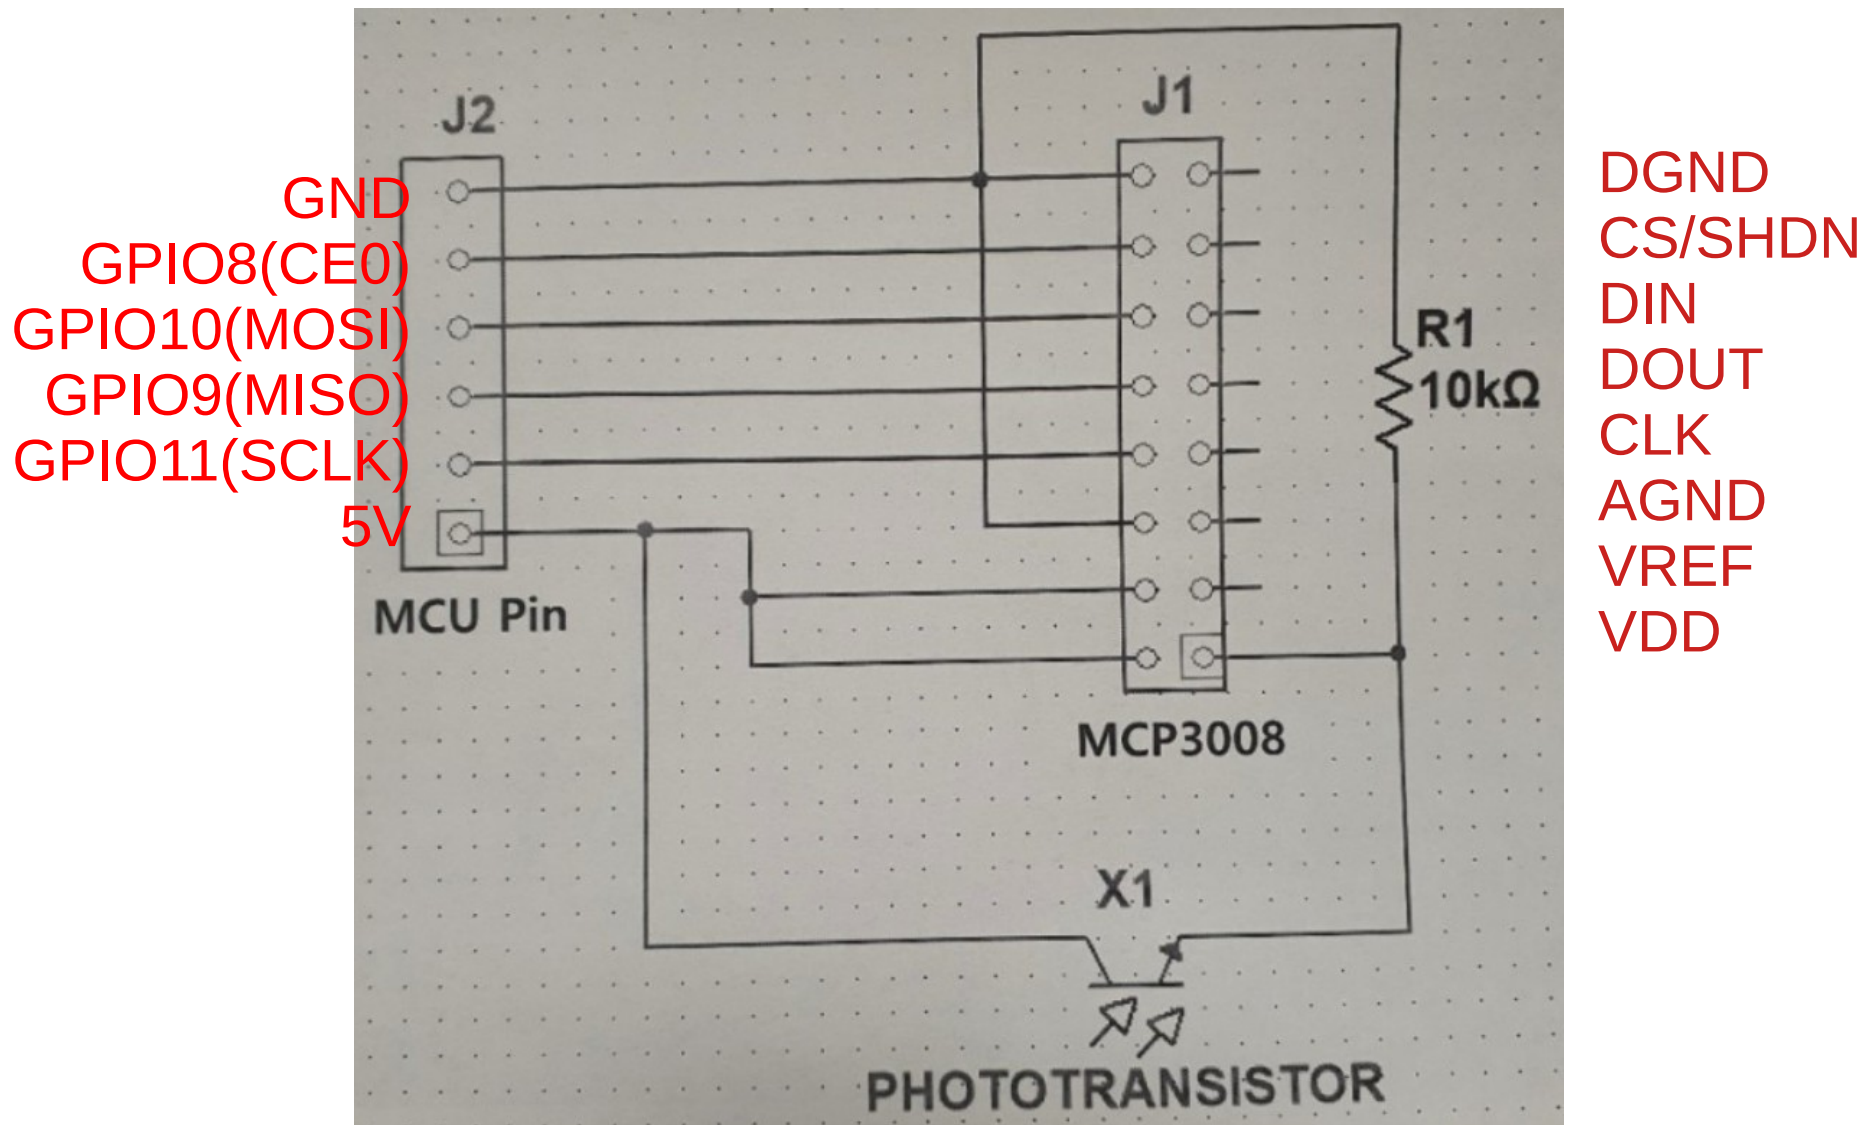 J2
J1
GND
GPIO8(CE0)
GPIO10(MOSI)
GPIO9(MISO)
GPIO11(SCLK)
5V
MCU Pin
DGND
CS/SHDN
DIN
DOUT
CLK
AGND
VREF
VDD
R1
10kΩ
MCP3008
X1
PHOTOTRANSISTOR